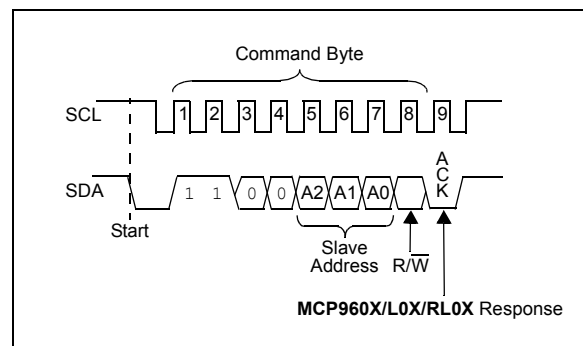 Command Byte
SCL 1 2 3 4 5 6 7 8 9
SDA 1 1 0 0 A2 A1 A0 ACK
Start
Slave
Address
R/W̅
MCP960X/L0X/RL0X Response